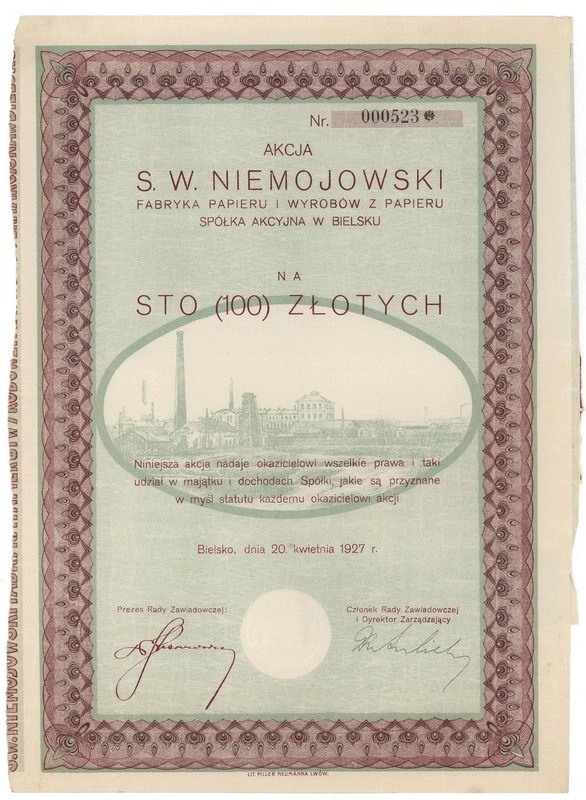 Nr. 000523
AKCJA
S. W. NIEMOJOWSKI
FABRYKA PAPIERU I WYROBÓW Z PAPIERU
SPÓŁKA AKCYJNA W BIELSKU
NA
STO (100) ZŁOTYCH
Niniejsza akcja nadaje okazicielowi wszelkie prawa i taki
udział w majątku i dochodach Spółki, jakie są przyznane
w myśl statutu każdemu okazicielowi akcji
Bielsko, dnia 20. kwietnia 1927 r.
Prezes Rady Zawiadowczej:
Członek Rady Zawiadowczej
i Dyrektor Zarządzający
LIT. PILLER NEUMANNA LWÓW.
S.W. NIEMOJOWSKI